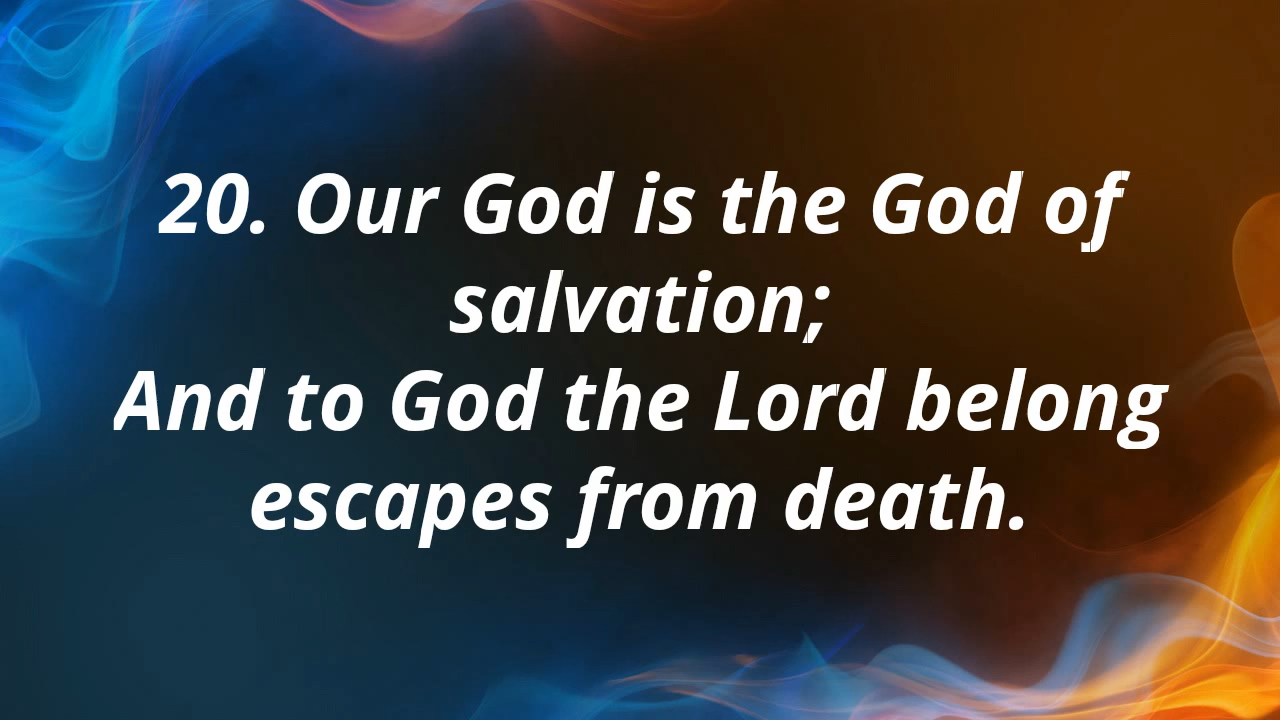 20. Our God is the God of
salvation;
And to God the Lord belong
escapes from death.